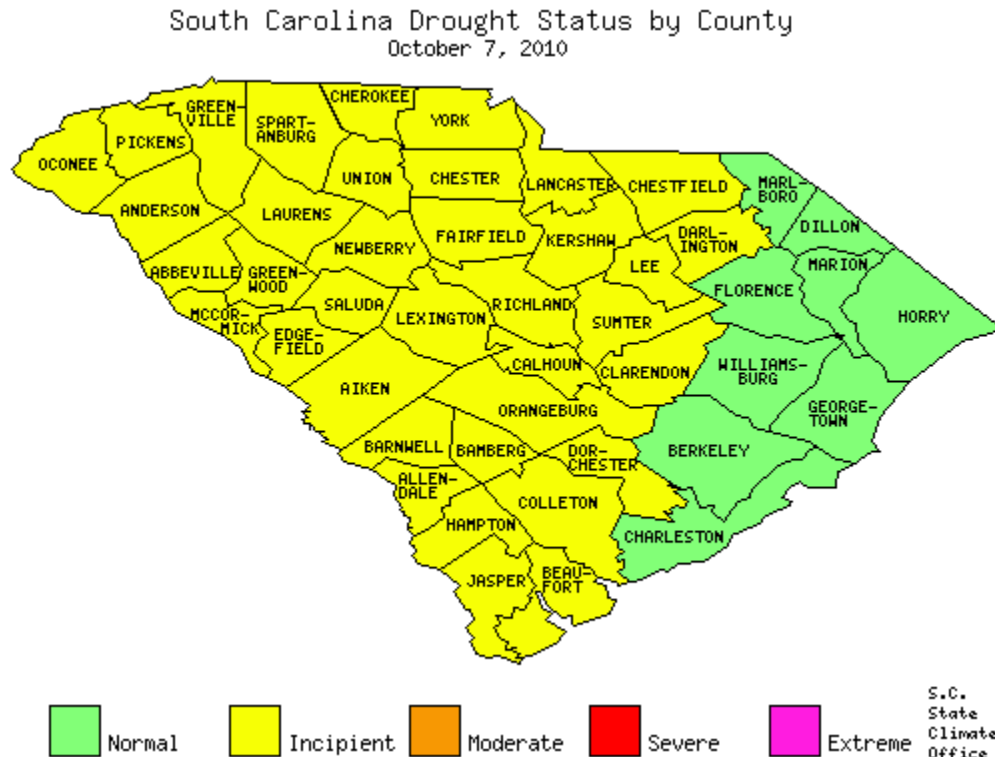 South Carolina Drought Status by County
October 7, 2010
CHEROKEE
GREEN-
VILLE
SPART-
ANBURG
YORK
PICKENS
OCONEE
UNION
CHESTER
LANCASTER
CHESTFIELD
MARL-
BORO
ANDERSON
LAURENS
DILLON
NEWBERRY
FAIRFIELD
KERSHAW
DARL-
INGTON
ABBEVILLE
GREEN-
WOOD
LEE
MARION
SALUDA
RICHLAND
FLORENCE
MCCOR-
MICK
LEXINGTON
SUMTER
HORRY
EDGE-
FIELD
CALHOUN
CLARENDON
WILLIAMS-
BURG
AIKEN
ORANGEBURG
GEORGE-
TOWN
BARNWELL
BAMBERG
DOR-
CHESTER
BERKELEY
ALLEN-
DALE
COLLETON
HAMPTON
CHARLESTON
JASPER
BEAU-
FORT
Normal
Incipient
Moderate
Severe
Extreme
S.C.
State
Climate
Office